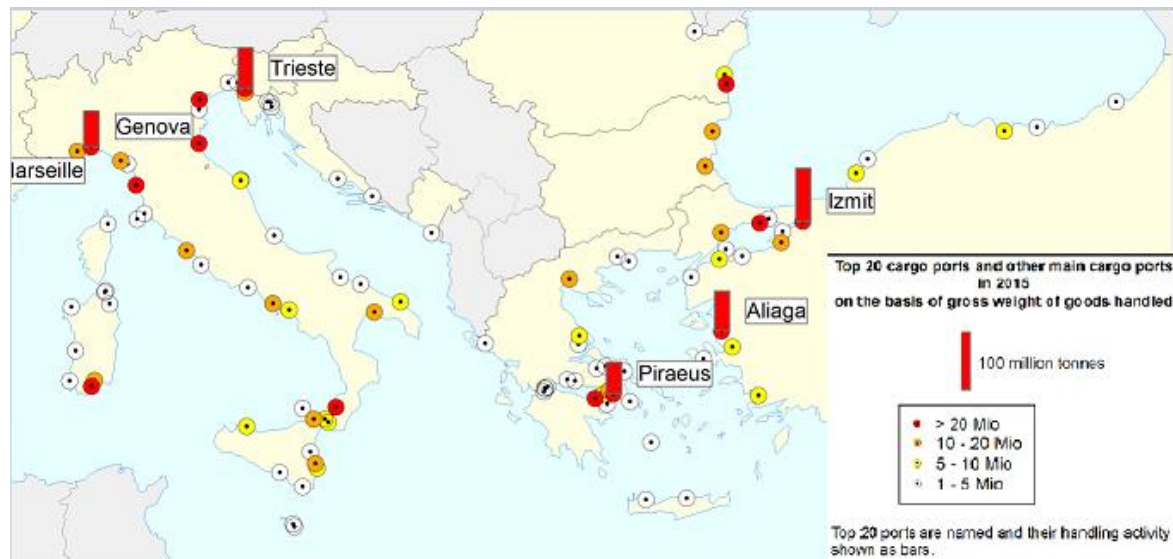 Trieste
Genova
Marseille
Izmit
Aliaga
Piraeus
Top 20 cargo ports and other main cargo ports
in 2015
on the basis of gross weight of goods handled
100 million tonnes
> 20 Mio
10 - 20 Mio
5 - 10 Mio
1 - 5 Mio
Top 20 ports are named and their handling activity
shown as bars.